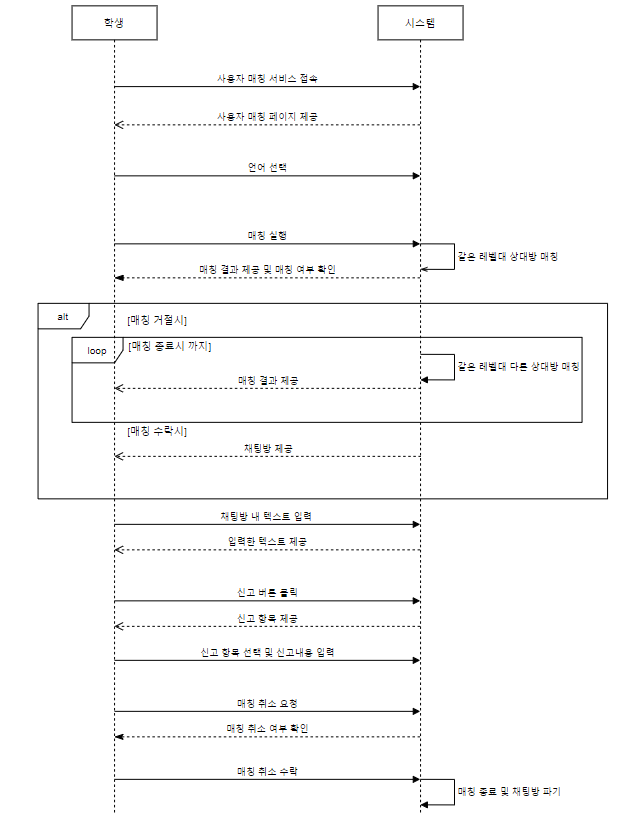 학생
시스템
사용자 매칭 서비스 접속
사용자 매칭 페이지 제공
언어 선택
매칭 실행
같은 레벨대 상대방 매칭
매칭 결과 제공 및 매칭 여부 확인
alt
[매칭 거절시]
loop
[매칭 종료시 까지]
같은 레벨대 다른 상대방 매칭
매칭 결과 제공
[매칭 수락시]
채팅방 제공
채팅방 내 텍스트 입력
입력한 텍스트 제공
신고 버튼 클릭
신고 항목 제공
신고 항목 선택 및 신고내용 입력
매칭 취소 요청
매칭 취소 여부 확인
매칭 취소 수락
매칭 종료 및 채팅방 파기